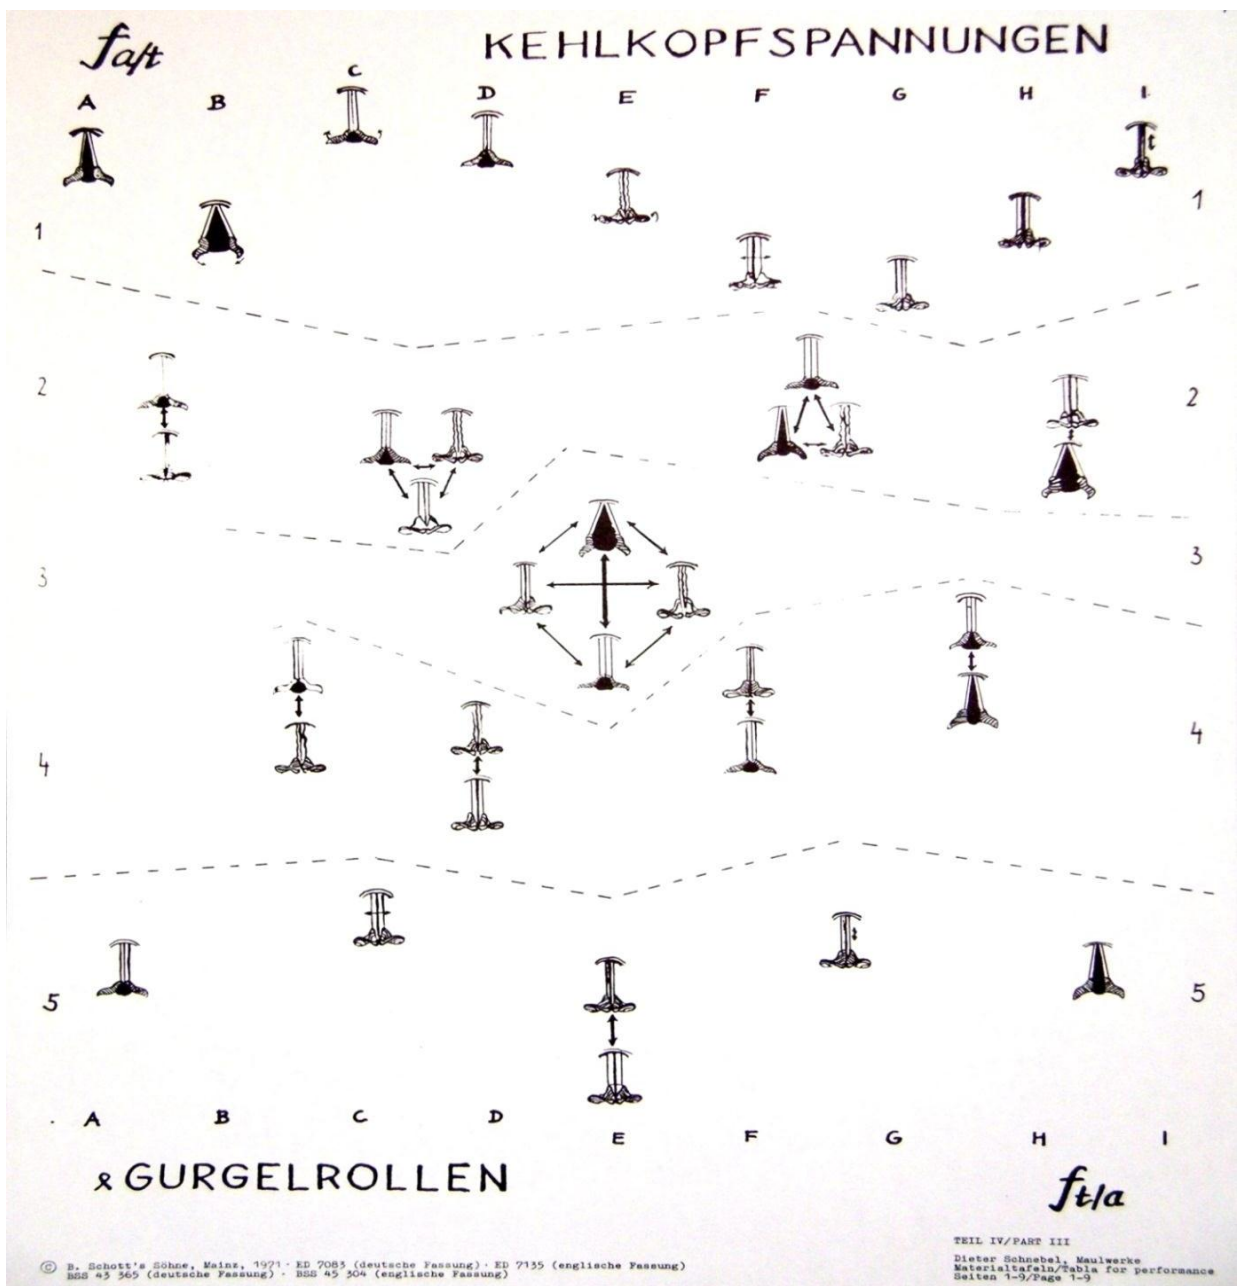 fa/t
KEHLKOPFSPANNUNGEN
A B C D E F G H I
1 1
2 2
3 3
4 4
5 5
A B C D E F G H I
& GURGELROLLEN
ft/a
© B. Schott's Söhne, Mainz, 1971 · ED 7083 (deutsche Fassung) · ED 7135 (englische Fassung)
BSS 43 365 (deutsche Fassung) · BSS 45 304 (englische Fassung)
TEIL IV/PART III
Dieter Schnebel, Maulwerke
Materialtafeln/Tabla for performance
Seiten 1-9/Page 1-9